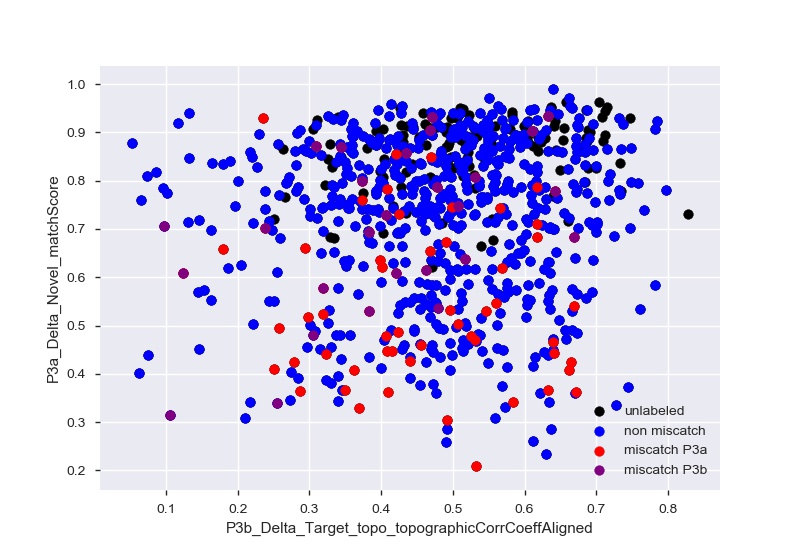 1.0
0.9
0.8
0.7
0.6
0.5
0.4
0.3
0.2
P3a_Delta_Novel_matchScore
unlabeled
non miscatch
miscatch P3a
miscatch P3b
0.1 0.2 0.3 0.4 0.5 0.6 0.7 0.8
P3b_Delta_Target_topo_topographicCorrCoeffAligned